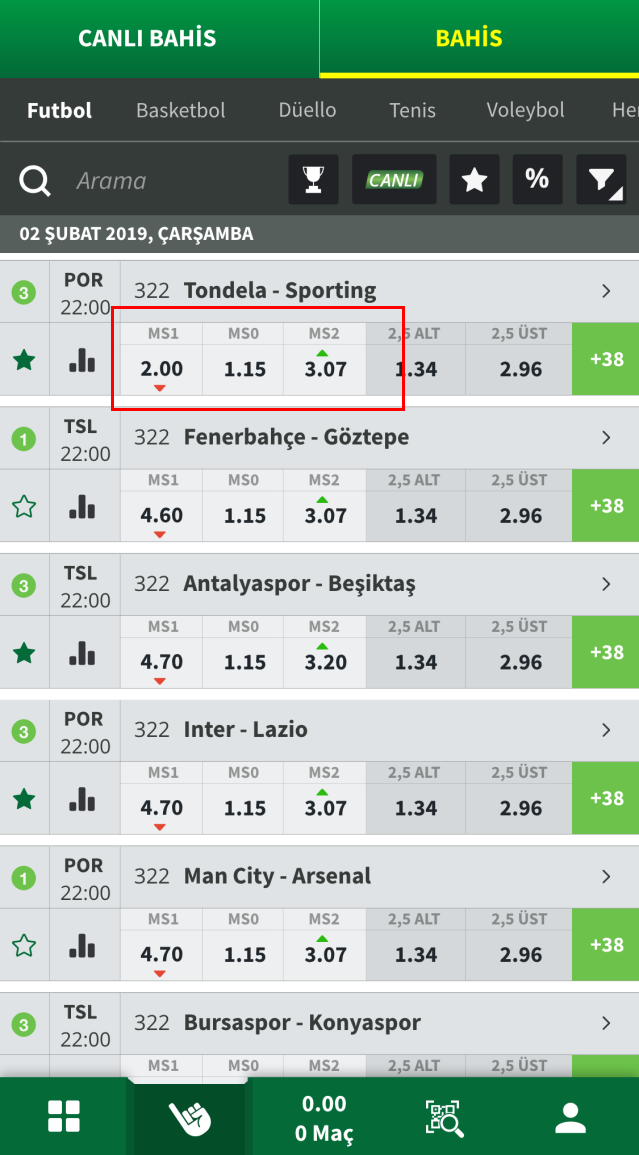 CANLI BAHİS BAHİS
Futbol Basketbol Düello Tenis Voleybol He
Arama CANLI %
02 ŞUBAT 2019, ÇARŞAMBA
3 POR 22:00 322 Tondela - Sporting
MS1 MS0 MS2 2,5 ALT 2,5 ÜST
2.00 1.15 3.07 1.34 2.96 +38
1 TSL 22:00 322 Fenerbahçe - Göztepe
MS1 MS0 MS2 2,5 ALT 2,5 ÜST
4.60 1.15 3.07 1.34 2.96 +38
3 TSL 22:00 322 Antalyaspor - Beşiktaş
MS1 MS0 MS2 2,5 ALT 2,5 ÜST
4.70 1.15 3.20 1.34 2.96 +38
3 POR 22:00 322 Inter - Lazio
MS1 MS0 MS2 2,5 ALT 2,5 ÜST
4.70 1.15 3.07 1.34 2.96 +38
1 POR 22:00 322 Man City - Arsenal
MS1 MS0 MS2 2,5 ALT 2,5 ÜST
4.70 1.15 3.07 1.34 2.96 +38
3 TSL 22:00 322 Bursaspor - Konyaspor
MS1 MS0 MS2 2,5 ALT 2,5 ÜST
0.00
0 Maç